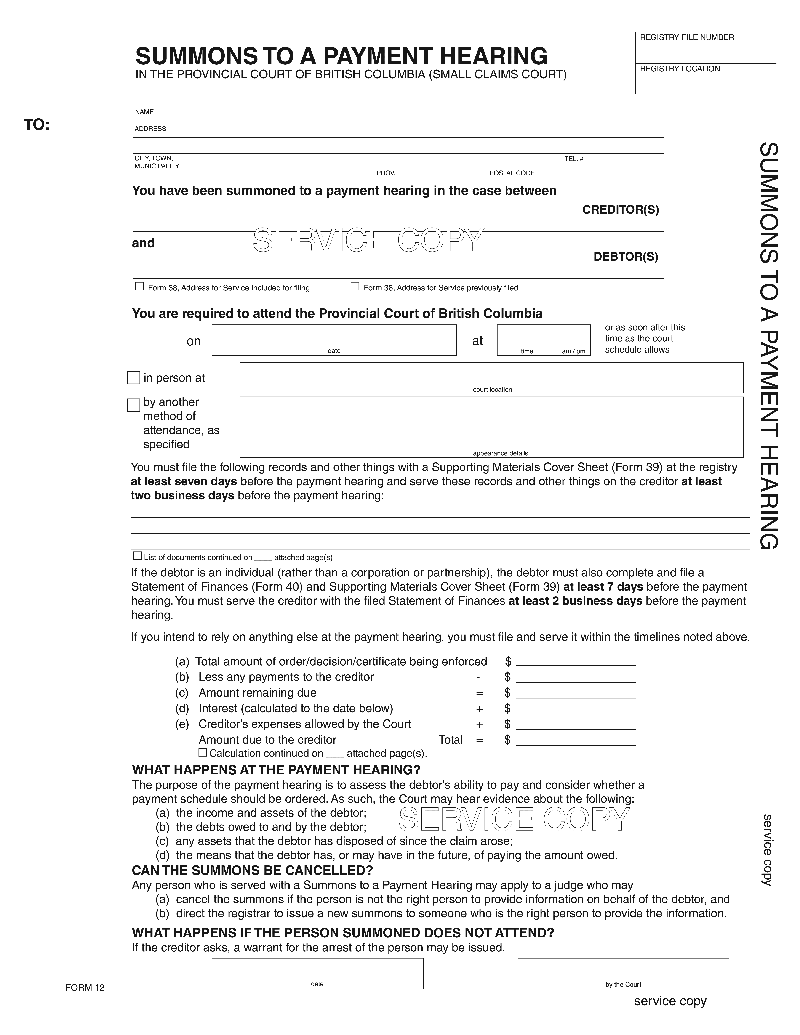 REGISTRY FILE NUMBER
SUMMONS TO A PAYMENT HEARING
IN THE PROVINCIAL COURT OF BRITISH COLUMBIA (SMALL CLAIMS COURT)
REGISTRY LOCATION
TO:
NAME
ADDRESS
CITY, TOWN, MUNICIPALITY
TEL. #
PROV.
POSTAL CODE
You have been summoned to a payment hearing in the case between
CREDITOR(S)
and
SERVICE COPY
DEBTOR(S)
Form 38, Address for Service included for filing
Form 38, Address for Service previously filed
You are required to attend the Provincial Court of British Columbia
on
date
at
time
am / pm
or as soon after this
time as the court
schedule allows
in person at
court location
by another
method of
attendance, as
specified
appearance details
You must file the following records and other things with a Supporting Materials Cover Sheet (Form 39) at the registry
at least seven days before the payment hearing and serve these records and other things on the creditor at least
two business days before the payment hearing:
List of documents continued on ____ attached page(s)
If the debtor is an individual (rather than a corporation or partnership), the debtor must also complete and file a
Statement of Finances (Form 40) and Supporting Materials Cover Sheet (Form 39) at least 7 days before the payment
hearing. You must serve the creditor with the filed Statement of Finances at least 2 business days before the payment
hearing.
If you intend to rely on anything else at the payment hearing, you must file and serve it within the timelines noted above.
(a) Total amount of order/decision/certificate being enforced $
(b) Less any payments to the creditor - $
(c) Amount remaining due = $
(d) Interest (calculated to the date below) + $
(e) Creditor's expenses allowed by the Court + $
Amount due to the creditor Total = $
Calculation continued on ___ attached page(s).
WHAT HAPPENS AT THE PAYMENT HEARING?
The purpose of the payment hearing is to assess the debtor's ability to pay and consider whether a
payment schedule should be ordered. As such, the Court may hear evidence about the following:
(a) the income and assets of the debtor;
(b) the debts owed to and by the debtor;
SERVICE COPY
(c) any assets that the debtor has disposed of since the claim arose;
(d) the means that the debtor has, or may have in the future, of paying the amount owed.
CAN THE SUMMONS BE CANCELLED?
Any person who is served with a Summons to a Payment Hearing may apply to a judge who may
(a) cancel the summons if the person is not the right person to provide information on behalf of the debtor, and
(b) direct the registrar to issue a new summons to someone who is the right person to provide the information.
WHAT HAPPENS IF THE PERSON SUMMONED DOES NOT ATTEND?
If the creditor asks, a warrant for the arrest of the person may be issued.
FORM 12
date
by the Court
service copy
SUMMONS TO A PAYMENT HEARING
service copy